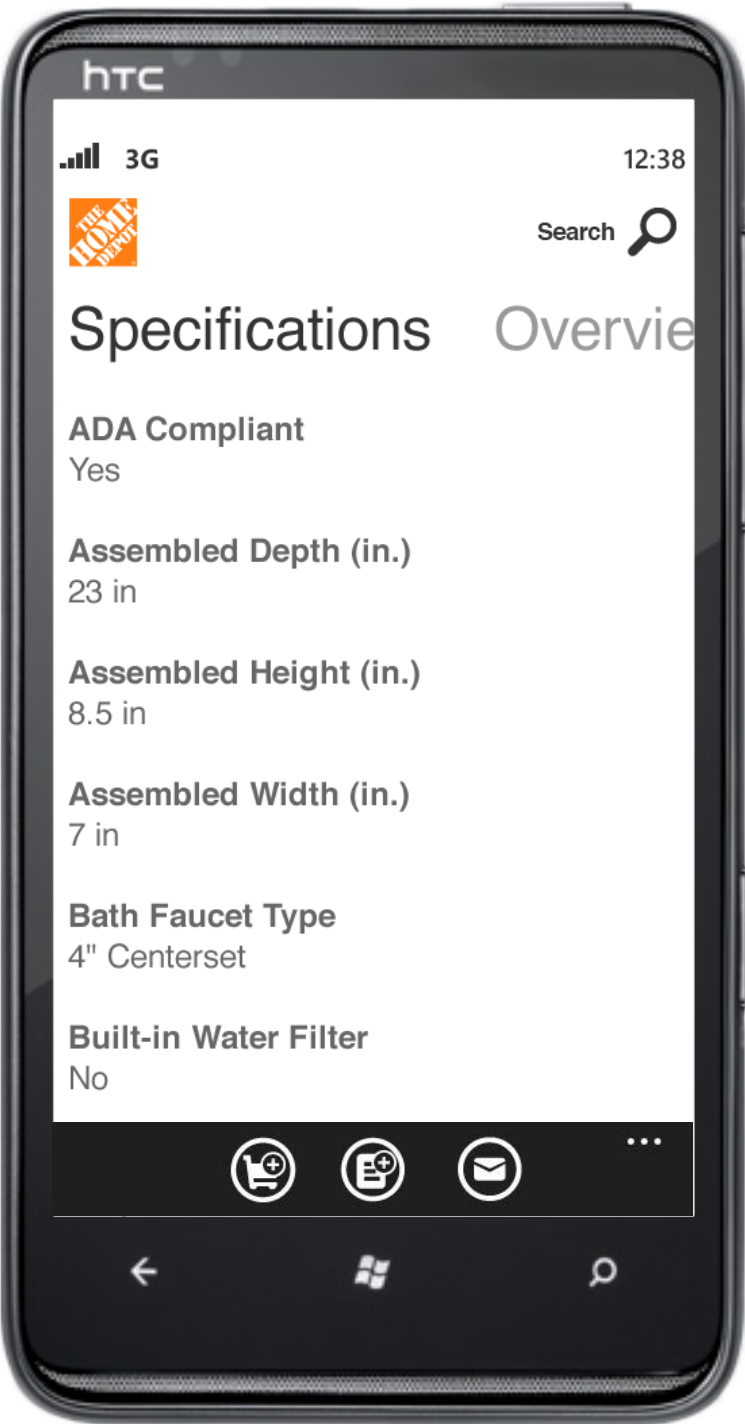 hTC
3G
12:38
THE
HOME
DEPOT
Search
Specifications
Overvie
ADA Compliant
Yes
Assembled Depth (in.)
23 in
Assembled Height (in.)
8.5 in
Assembled Width (in.)
7 in
Bath Faucet Type
4" Centerset
Built-in Water Filter
No